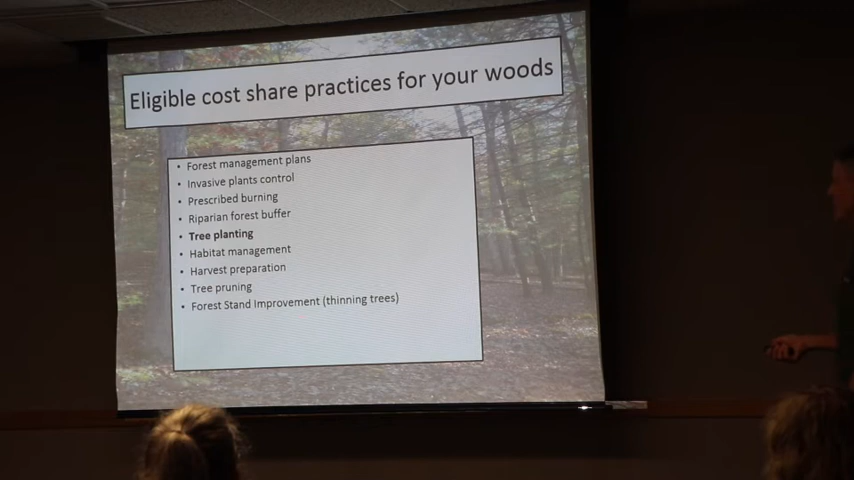 Eligible cost share practices for your woods
• Forest management plans
• Invasive plants control
• Prescribed burning
• Riparian forest buffer
• Tree planting
• Habitat management
• Harvest preparation
• Tree pruning
• Forest Stand Improvement (thinning trees)